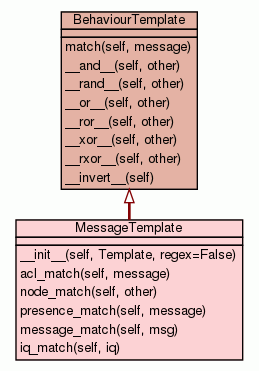 BehaviourTemplate
match(self, message)
__and__(self, other)
__rand__(self, other)
__or__(self, other)
__ror__(self, other)
__xor__(self, other)
__rxor__(self, other)
__invert__(self)
MessageTemplate
__init__(self, Template, regex=False)
acl_match(self, message)
node_match(self, other)
presence_match(self, message)
message_match(self, msg)
iq_match(self, iq)